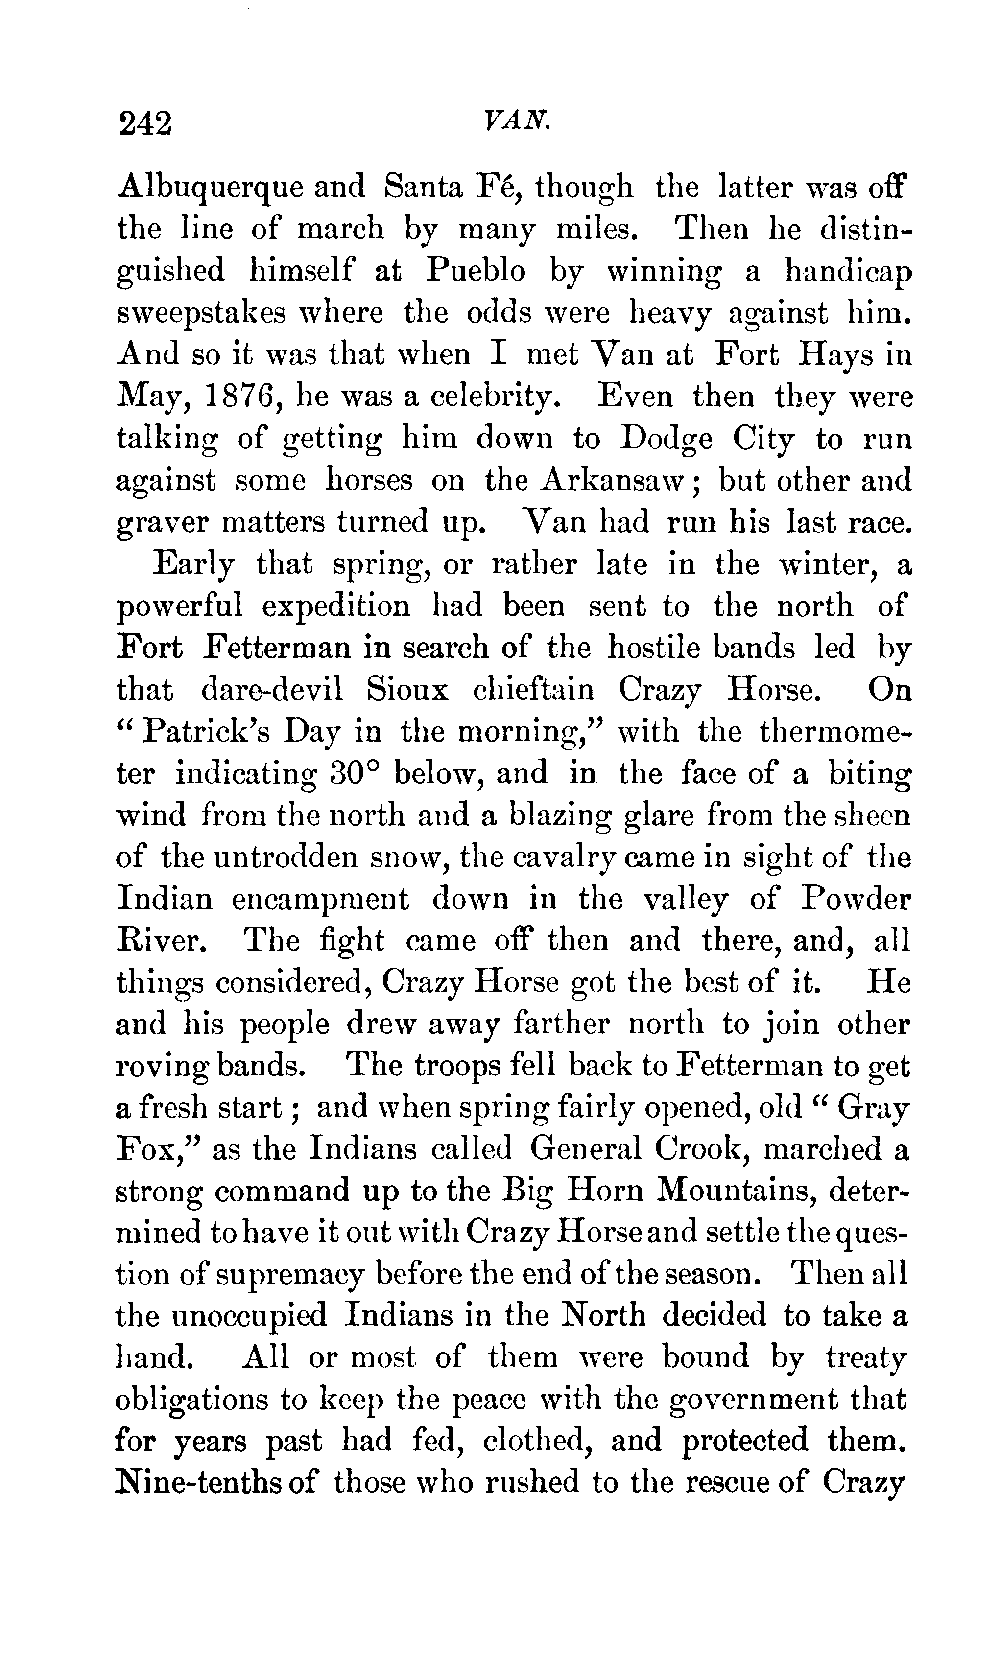 242 VAN.
Albuquerque and Santa Fé, though the latter was off
the line of march by many miles. Then he distin-
guished himself at Pueblo by winning a handicap
sweepstakes where the odds were heavy against him.
And so it was that when I met Van at Fort Hays in
May, 1876, he was a celebrity. Even then they were
talking of getting him down to Dodge City to run
against some horses on the Arkansaw; but other and
graver matters turned up. Van had run his last race.
Early that spring, or rather late in the winter, a
powerful expedition had been sent to the north of
Fort Fetterman in search of the hostile bands led by
that dare-devil Sioux chieftain Crazy Horse. On
“Patrick’s Day in the morning,” with the thermome-
ter indicating 30° below, and in the face of a biting
wind from the north and a blazing glare from the sheen
of the untrodden snow, the cavalry came in sight of the
Indian encampment down in the valley of Powder
River. The fight came off then and there, and, all
things considered, Crazy Horse got the best of it. He
and his people drew away farther north to join other
roving bands. The troops fell back to Fetterman to get
a fresh start; and when spring fairly opened, old “Gray
Fox,” as the Indians called General Crook, marched a
strong command up to the Big Horn Mountains, deter-
mined to have it out with Crazy Horse and settle the ques-
tion of supremacy before the end of the season. Then all
the unoccupied Indians in the North decided to take a
hand. All or most of them were bound by treaty
obligations to keep the peace with the government that
for years past had fed, clothed, and protected them.
Nine-tenths of those who rushed to the rescue of Crazy